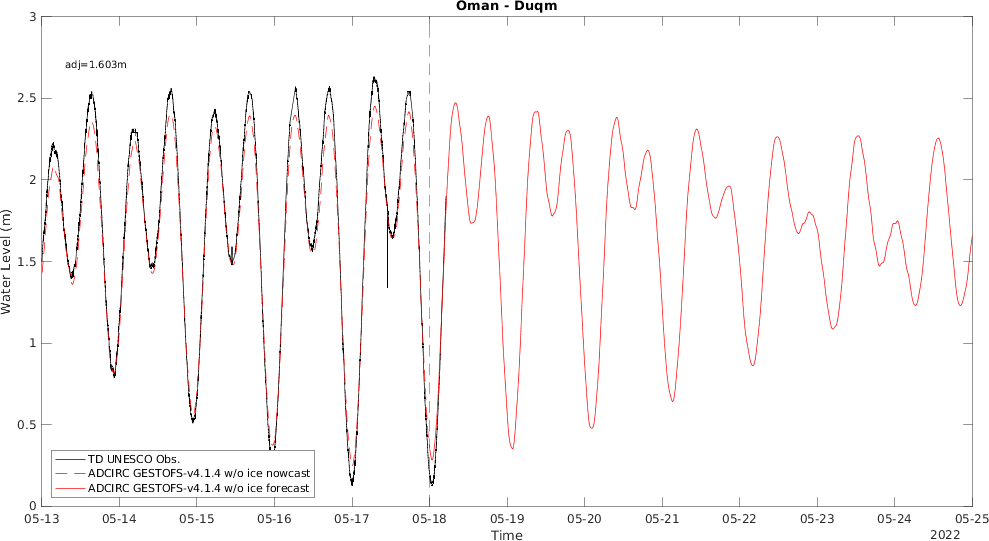 Oman - Duqm
3
adj=1.603m
2.5
2
Water Level (m)
1.5
1
0.5
TD UNESCO Obs.
ADCIRC GESTOFS-v4.1.4 w/o ice nowcast
ADCIRC GESTOFS-v4.1.4 w/o ice forecast
0
05-13 05-14 05-15 05-16 05-17 05-18 05-19 05-20 05-21 05-22 05-23 05-24 05-25
Time
2022